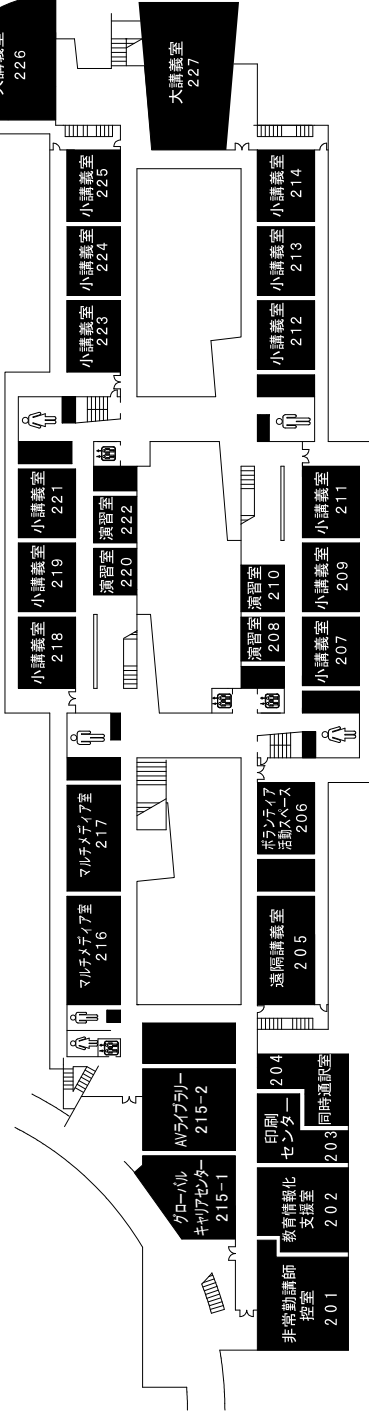 大講義室
226
大講義室
227
小講義室
225
小講義室
214
小講義室
224
小講義室
213
小講義室
223
小講義室
212
小講義室
221
演習室
222
小講義室
211
小講義室
219
演習室
220
演習室
210
小講義室
209
小講義室
218
演習室
208
小講義室
207
マルチメディア室
217
ボランティア
活動スペース
206
マルチメディア室
216
遠隔講義室
205
AVライブラリー
215-2
204
同時通訳室
印刷
センター
203
グローバル
キャリアセンター
215-1
教育情報化
支援室
202
非常勤講師
控室
201